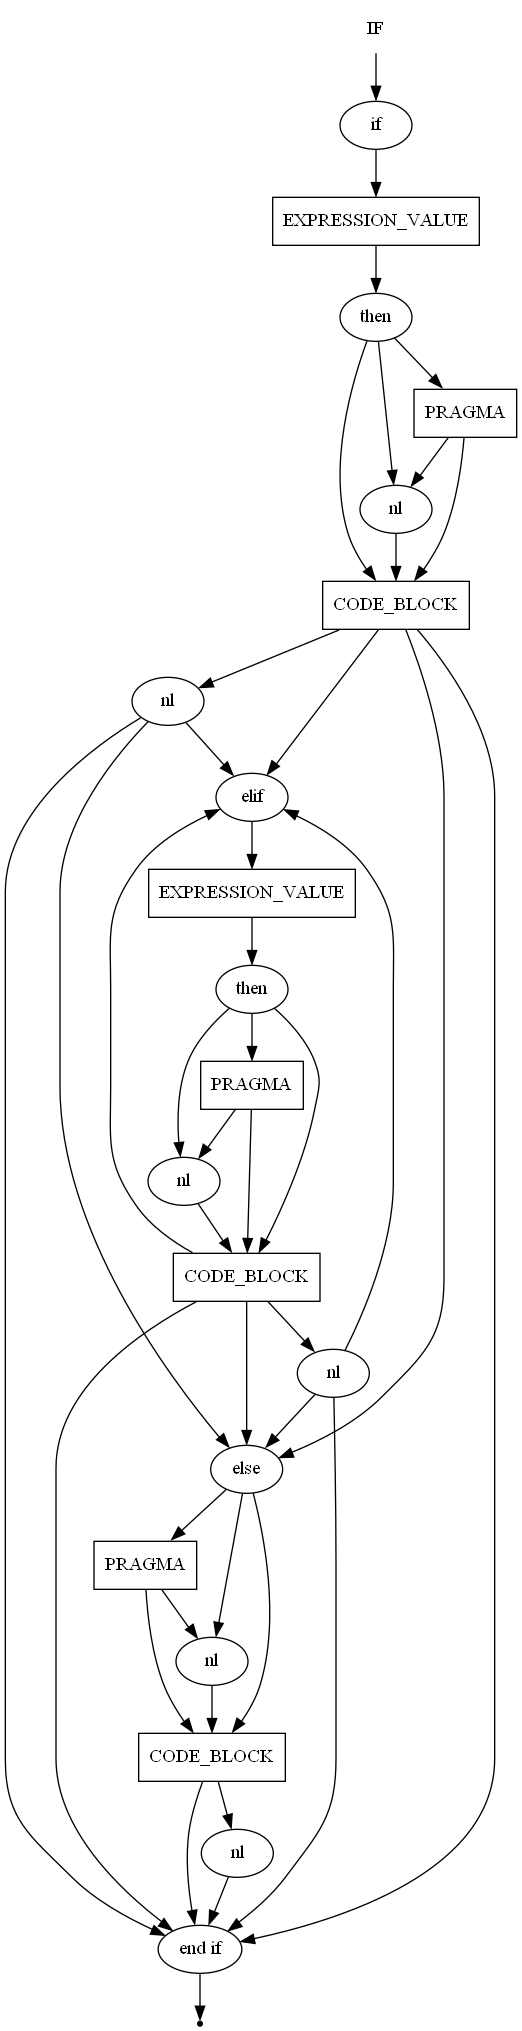 IF
if
EXPRESSION_VALUE
then
PRAGMA
nl
CODE_BLOCK
nl
elif
EXPRESSION_VALUE
then
PRAGMA
nl
CODE_BLOCK
nl
else
PRAGMA
nl
CODE_BLOCK
nl
end if